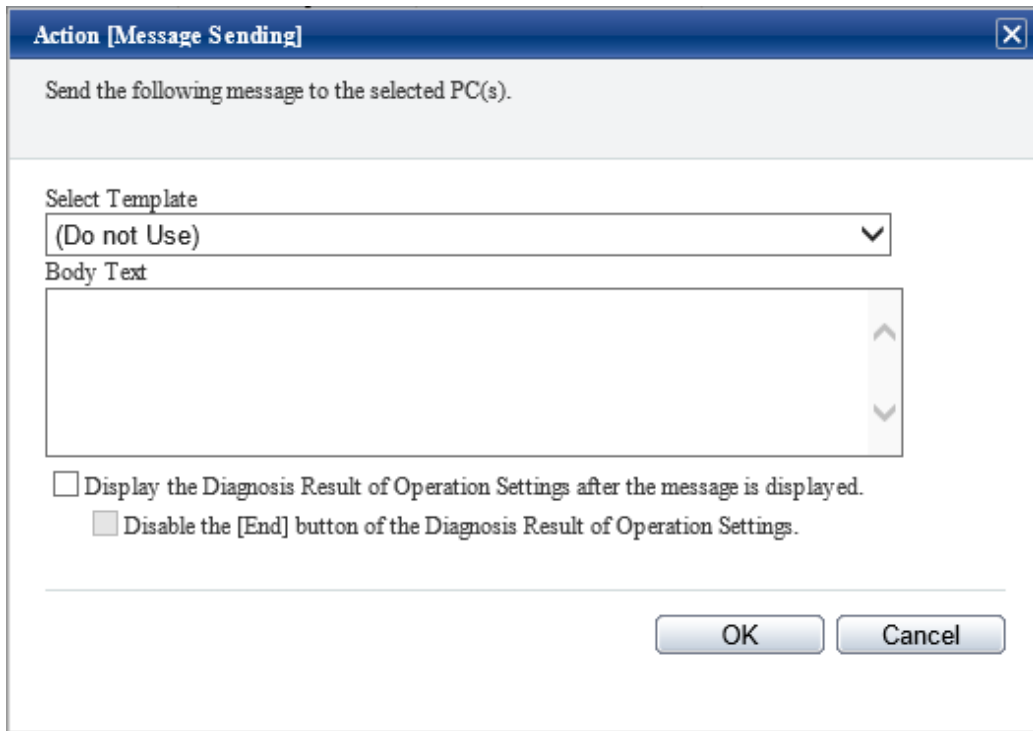 Action [Message Sending]
Send the following message to the selected PC(s).
Select Template
(Do not Use)
Body Text
Display the Diagnosis Result of Operation Settings after the message is displayed.
Disable the [End] button of the Diagnosis Result of Operation Settings.
OK Cancel